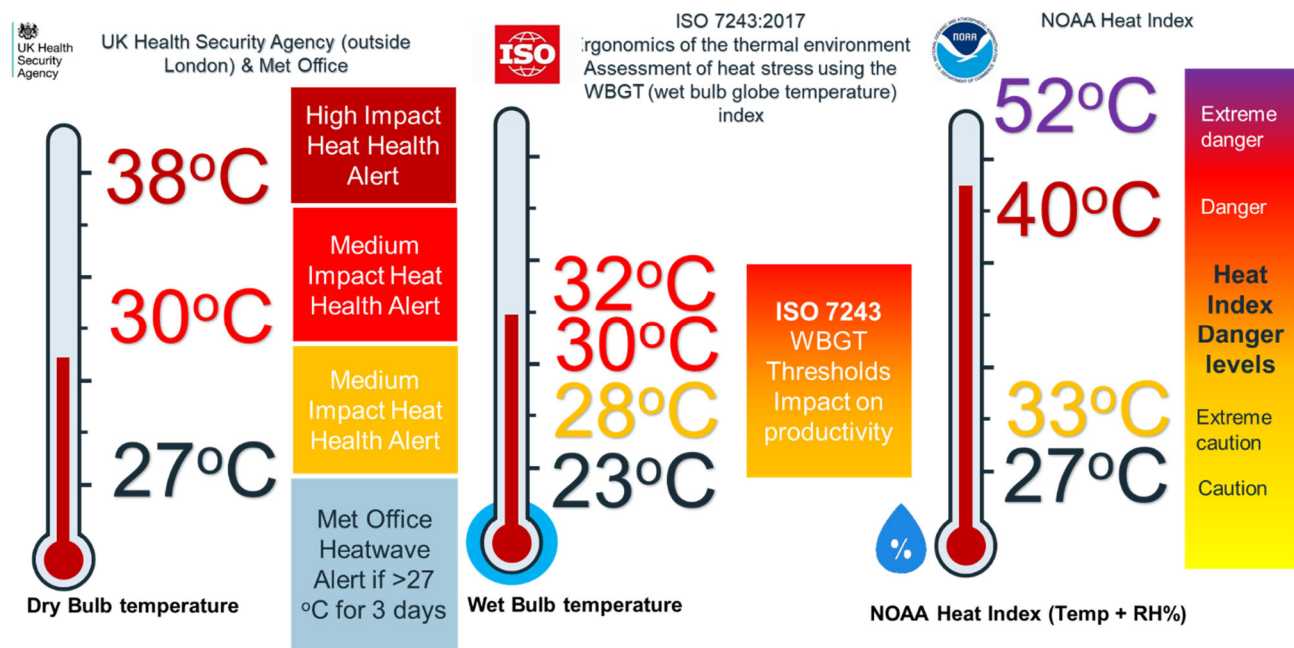 UK Health
Security
Agency
UK Health Security Agency (outside
London) & Met Office
38oC
30oC
27oC
High Impact
Heat Health
Alert
Medium
Impact Heat
Health Alert
Medium
Impact Heat
Health Alert
Met Office
Heatwave
Alert if >27
oC for 3 days
Dry Bulb temperature
ISO
ISO 7243:2017
rgonomics of the thermal environment
Assessment of heat stress using the
WBGT (wet bulb globe temperature)
index
32oC
30oC
28oC
23oC
ISO 7243
WBGT
Thresholds
Impact on
productivity
Wet Bulb temperature
NOAA
NOAA Heat Index
52oC
40oC
33oC
27oC
Extreme
danger
Danger
Heat
Index
Danger
levels
Extreme
caution
Caution
%
NOAA Heat Index (Temp + RH%)